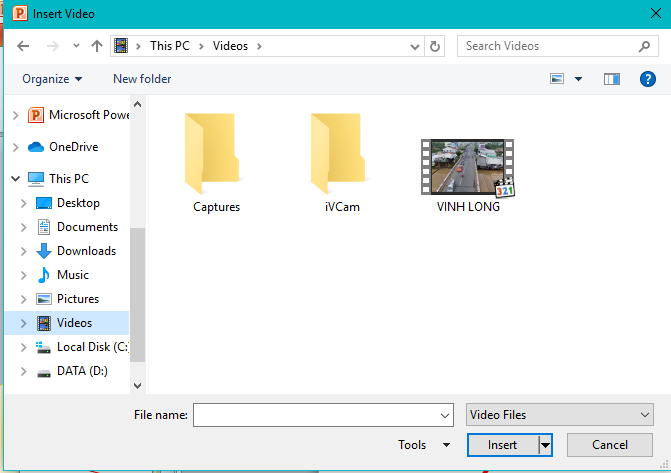 Insert Video
This PC > Videos >
Search Videos
Organize
New folder
Microsoft Powe
OneDrive
This PC
Desktop
Documents
Downloads
Music
Pictures
Videos
Local Disk (C:)
DATA (D:)
Captures
iVCam
321
VINH LONG
File name:
Video Files
Tools
Insert
Cancel